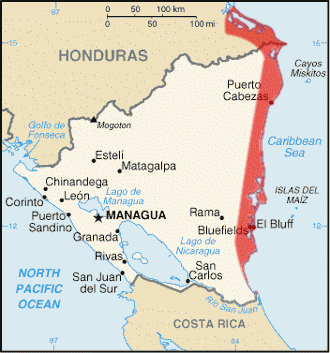 0 50 100 km
0 50 100 mi
15
15
HONDURAS
Cayos
Miskitos
Puerto
Cabezas
Golfo de
Fonseca
Mogoton
Caribbean
Sea
Estelí
Matagalpa
Chinandega
Lago de
Managua
ISLAS DEL
MAÍZ
León
Corinto
MANAGUA
Rama
El Bluff
Puerto
Sandino
Bluefields
Granada
Lago de
Nicaragua
12
12
Rivas
San
Carlos
NORTH
PACIFIC
OCEAN
San Juan
del Sur
Río San Juan
COSTA RICA